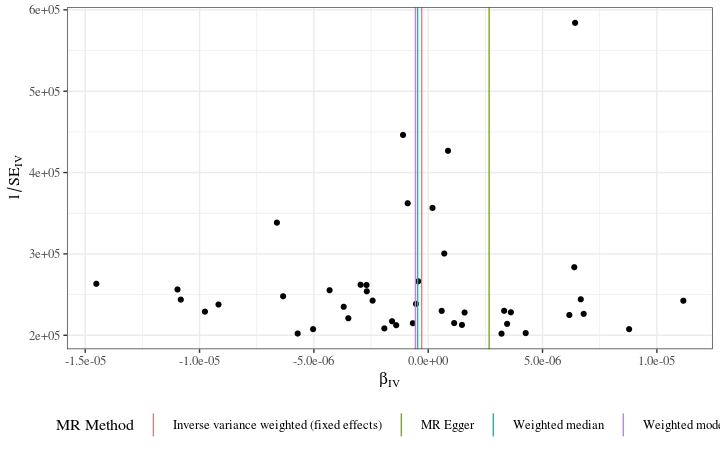 6e+05
5e+05
4e+05
3e+05
2e+05
1/SE_IV
-1.5e-05 -1.0e-05 -5.0e-06 0.0e+00 5.0e-06 1.0e-05
β_IV
MR Method Inverse variance weighted (fixed effects) MR Egger Weighted median Weighted mode